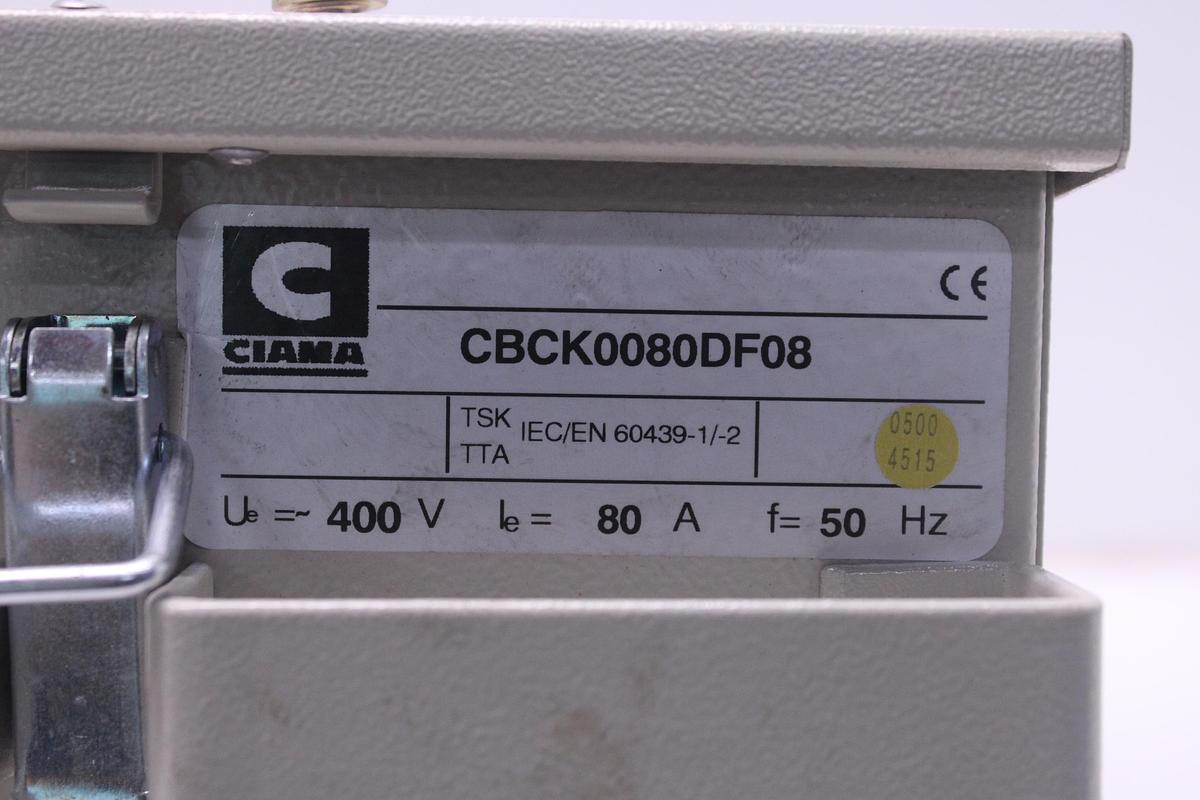 C
CIAMA
CE
CBCK0080DF08
TSK
TTA
IEC/EN 60439-1/-2
0500
4515
Ue =~ 400 V Ie = 80 A f= 50 Hz